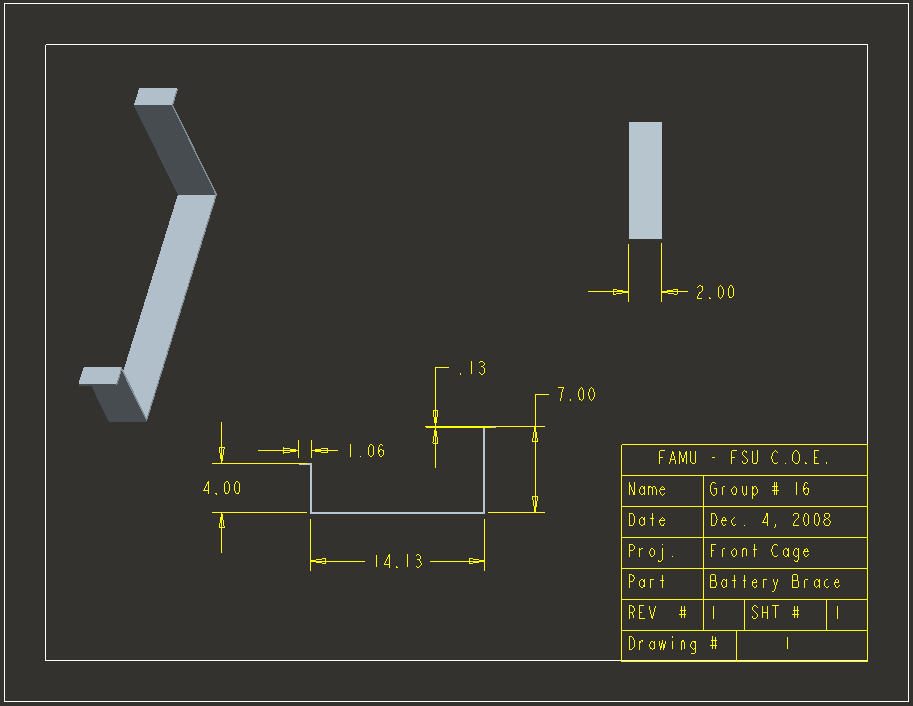 2.00
.13
7.00
1.06
4.00
14.13
FAMU - FSU C.O.E.
Name Group # 16
Date Dec. 4, 2008
Proj. Front Cage
Part Battery Brace
REV # 1 SHT # 1
Drawing # 1